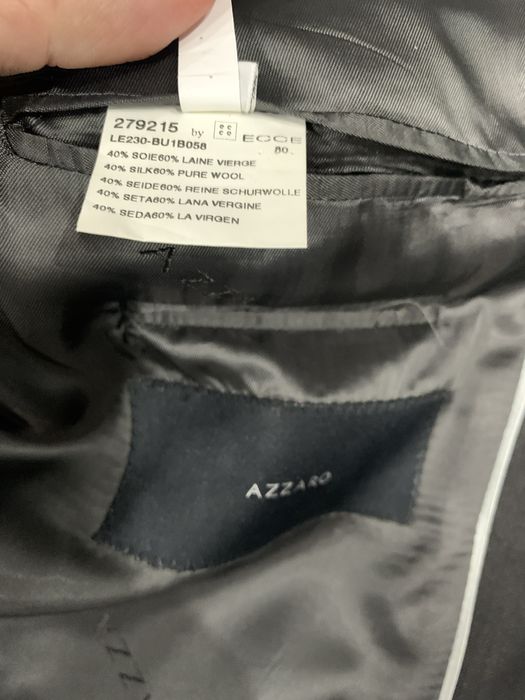 279215 by ECCE
LE230-BU1B058 80.
40% SOIE60% LAINE VIERGE
40% SILK60% PURE WOOL
40% SEIDE60% REINE SCHURWOLLE
40% SETA60% LANA VERGINE
40% SEDA60% LA VIRGEN
AZZARO